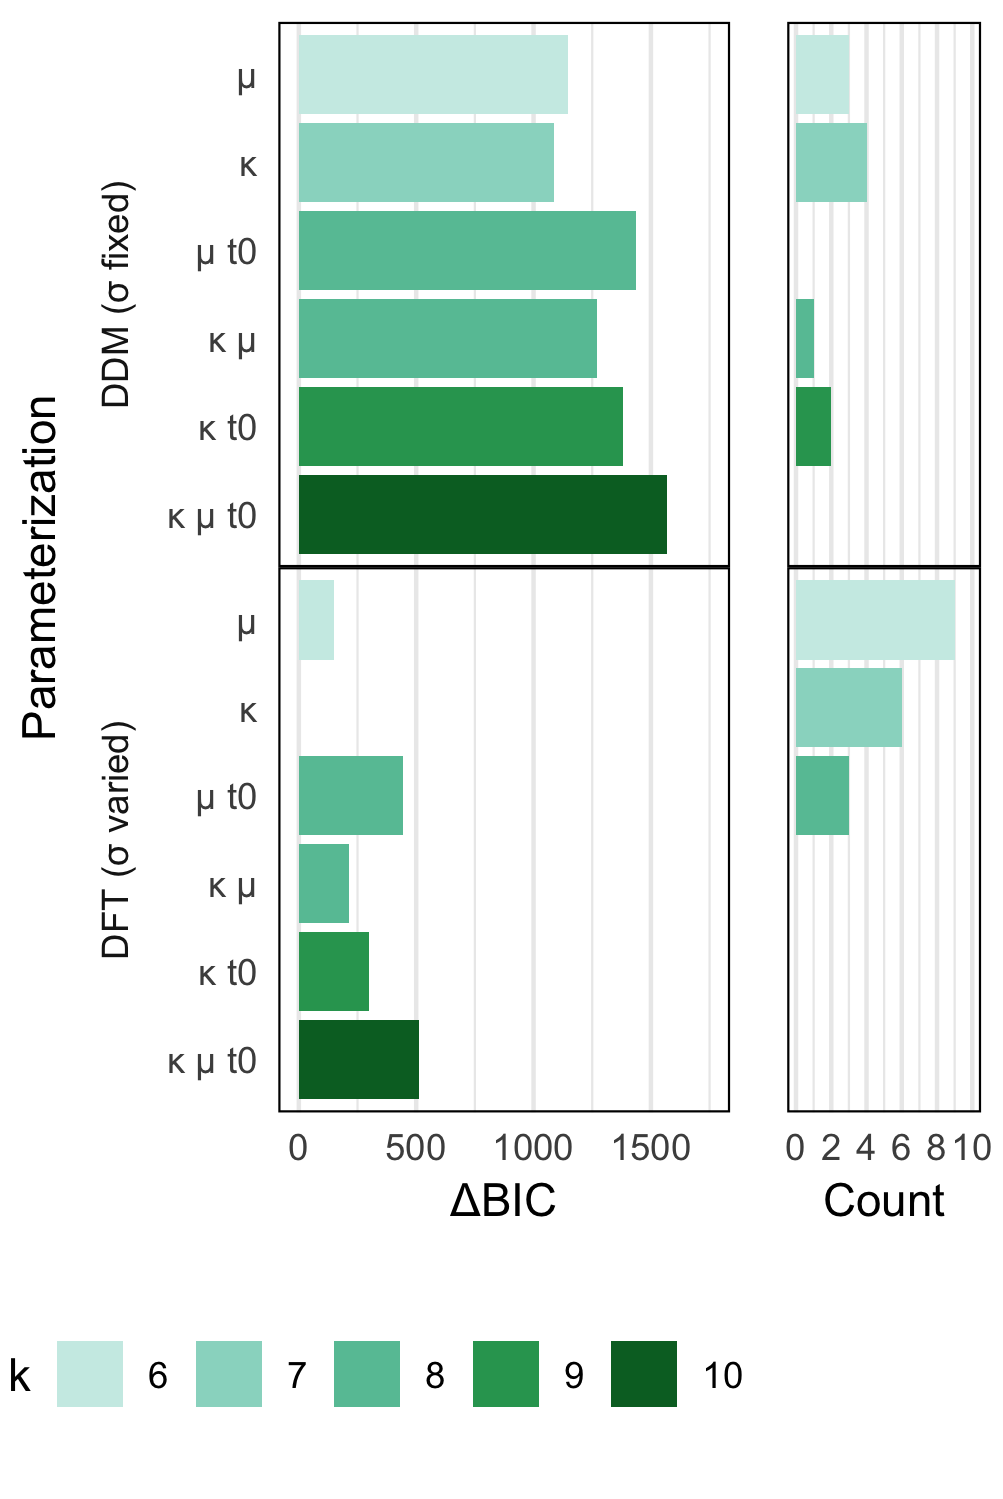 Parameterization
DDM (σ fixed)
μ
κ
μ t0
κ μ
κ t0
κ μ t0
DFT (σ varied)
μ
κ
μ t0
κ μ
κ t0
κ μ t0
0 500 1000 1500
ΔBIC
0 2 4 6 8 10
Count
k 6 7 8 9 10